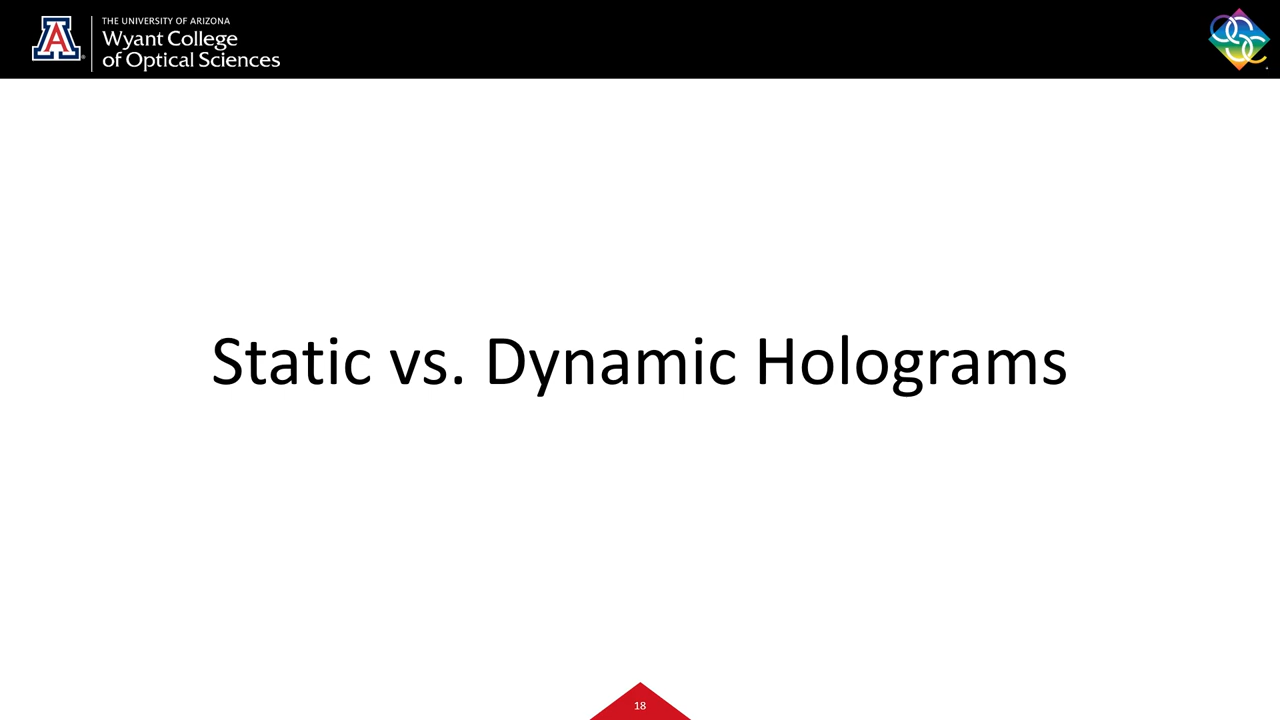 THE UNIVERSITY OF ARIZONA
Wyant College
of Optical Sciences
Static vs. Dynamic Holograms
18